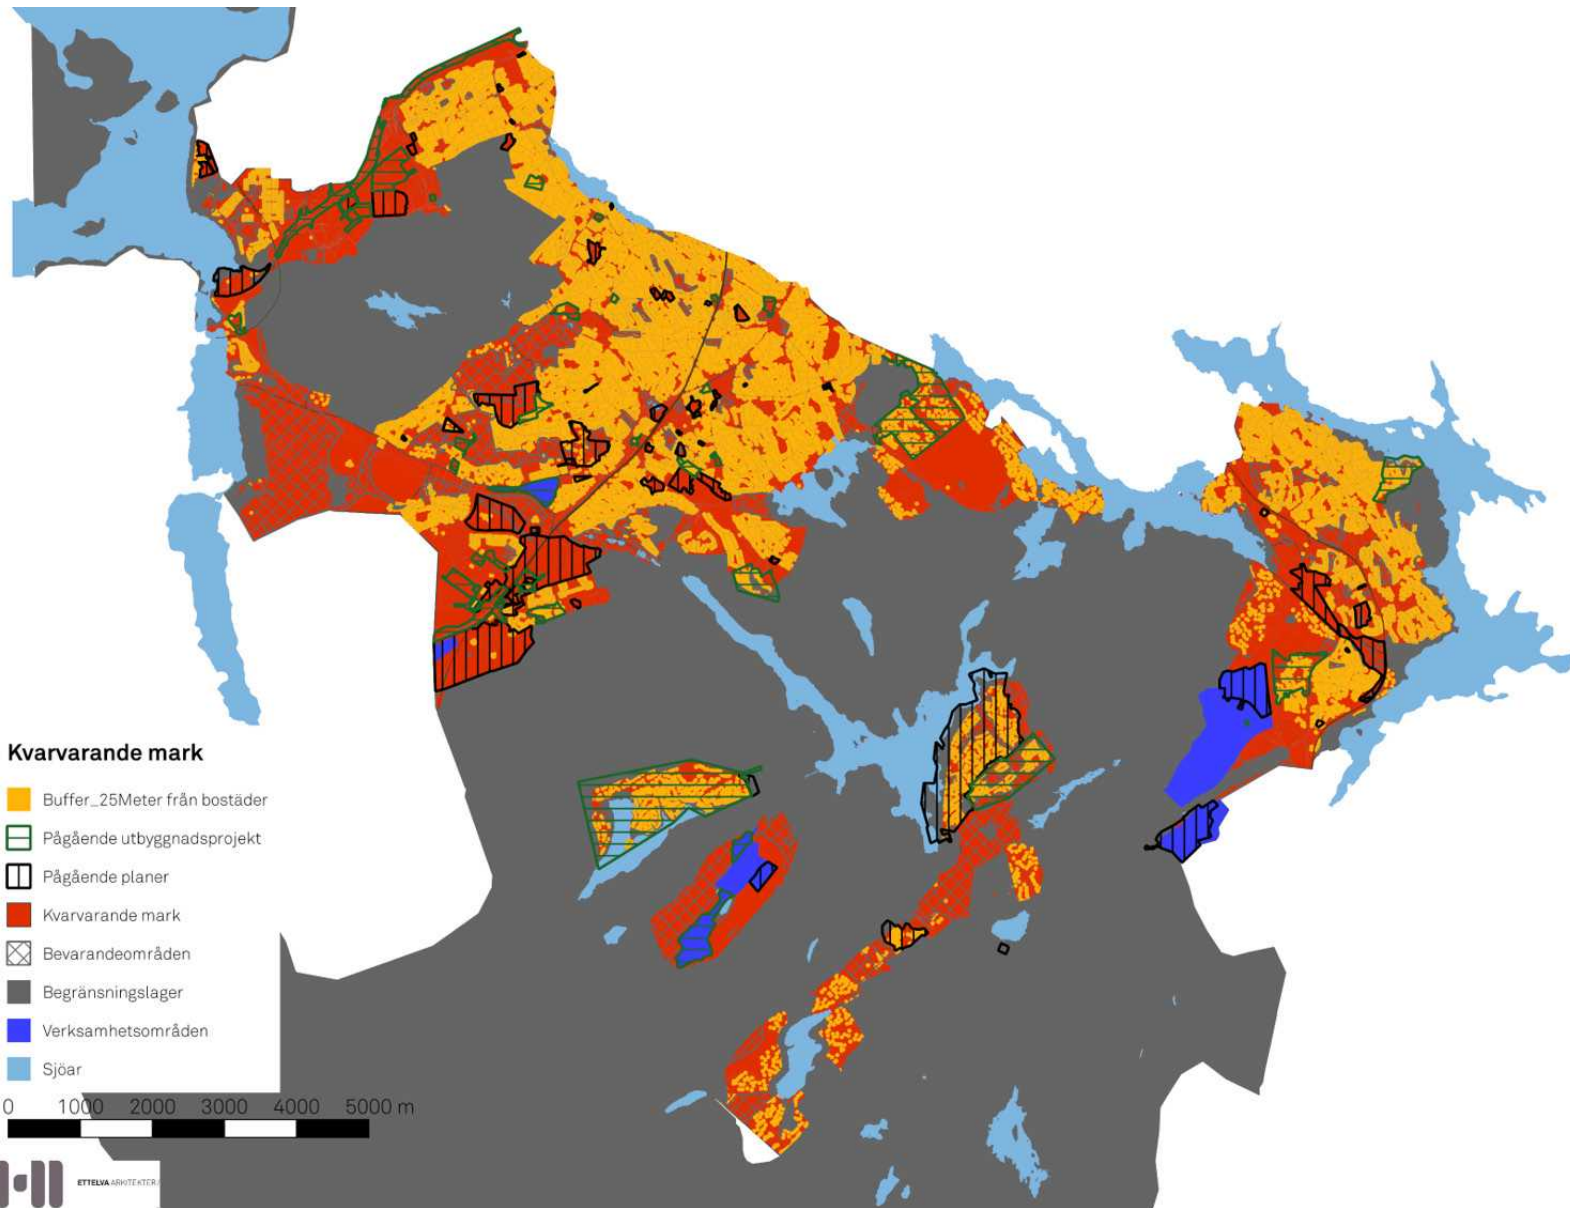 Kvarvarande mark
Buffer_25Meter från bostäder
Pågående utbyggnadsprojekt
Pågående planer
Kvarvarande mark
Bevarandeområden
Begränsningslager
Verksamhetsområden
Sjöar
0 1000 2000 3000 4000 5000 m
ETTELVA ARKITEKTER